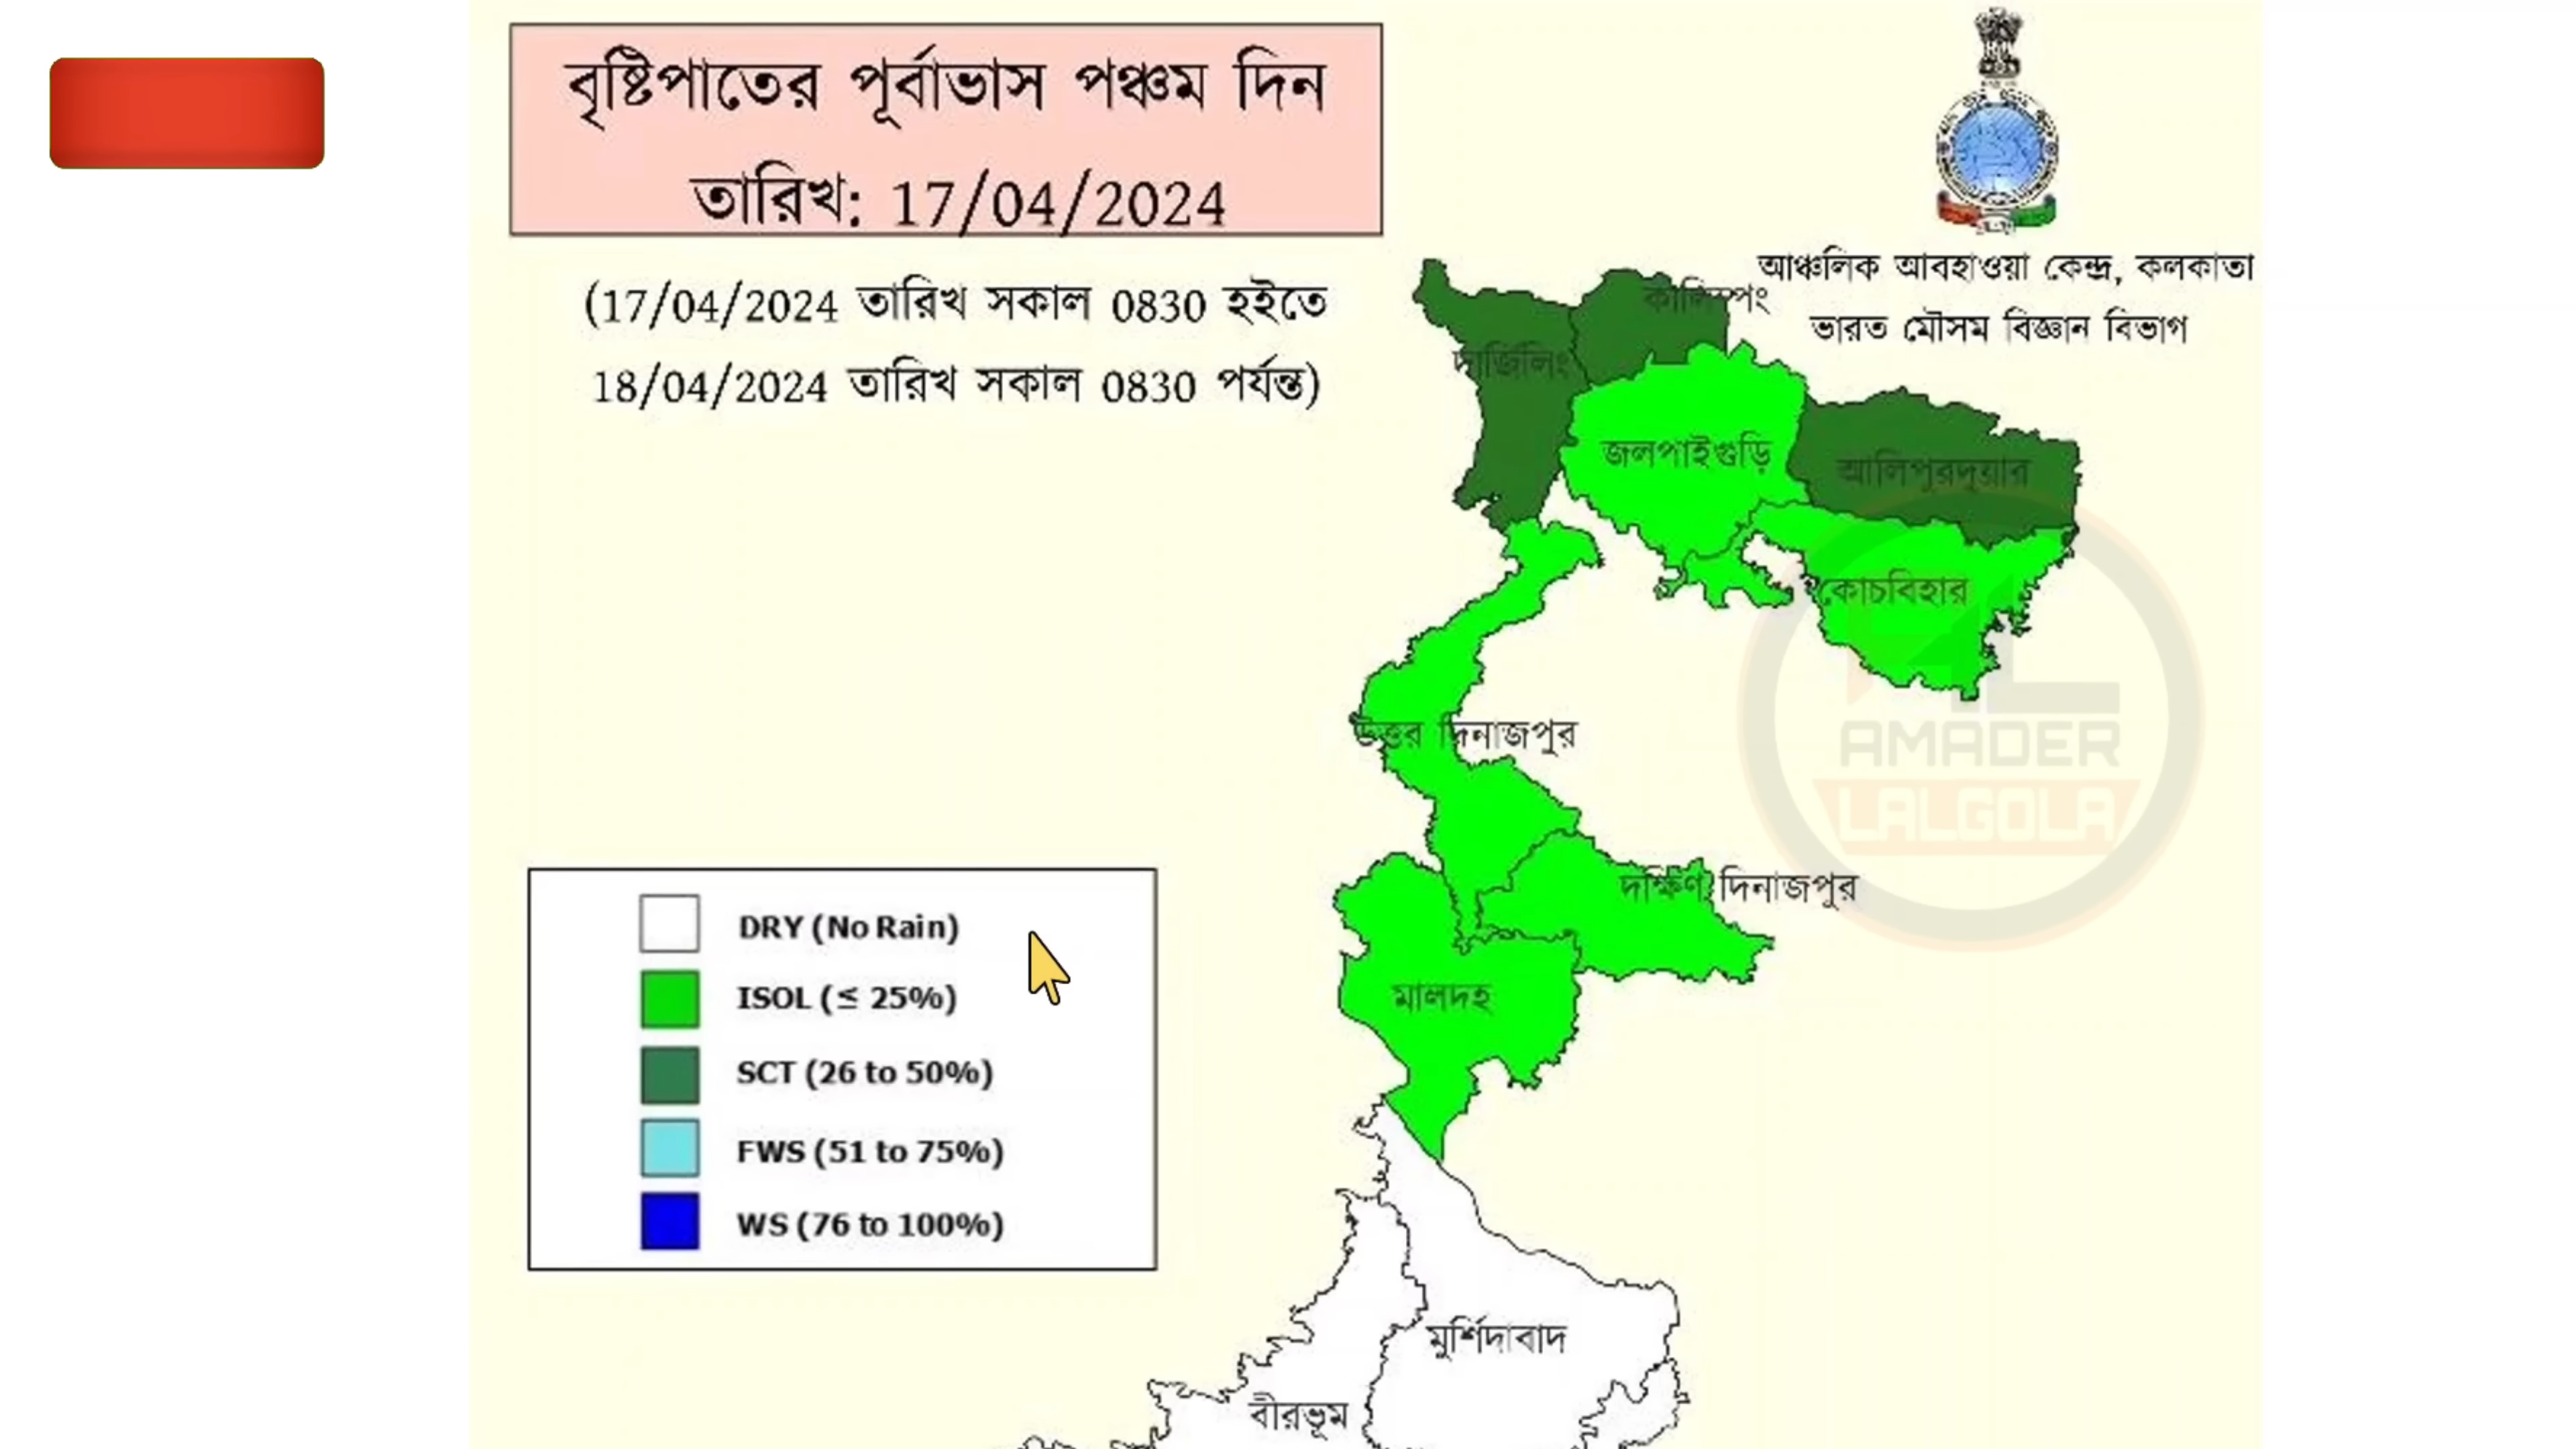 বৃষ্টিপাতের পূর্বাভাস পঞ্চম দিন
তারিখ: 17/04/2024
(17/04/2024 তারিখ সকাল 0830 হইতে
18/04/2024 তারিখ সকাল 0830 পর্যন্ত)
আঞ্চলিক আবহাওয়া কেন্দ্র, কলকাতা
ভারত মৌসম বিজ্ঞান বিভাগ
কালিম্পং
দার্জিলিং
জলপাইগুড়ি
আলিপুরদুয়ার
কোচবিহার
উত্তর দিনাজপুর
AMADER
LALGOLA
দক্ষিণ দিনাজপুর
মালদহ
DRY (No Rain)
ISOL (≤ 25%)
SCT (26 to 50%)
FWS (51 to 75%)
WS (76 to 100%)
মুর্শিদাবাদ
বীরভূম